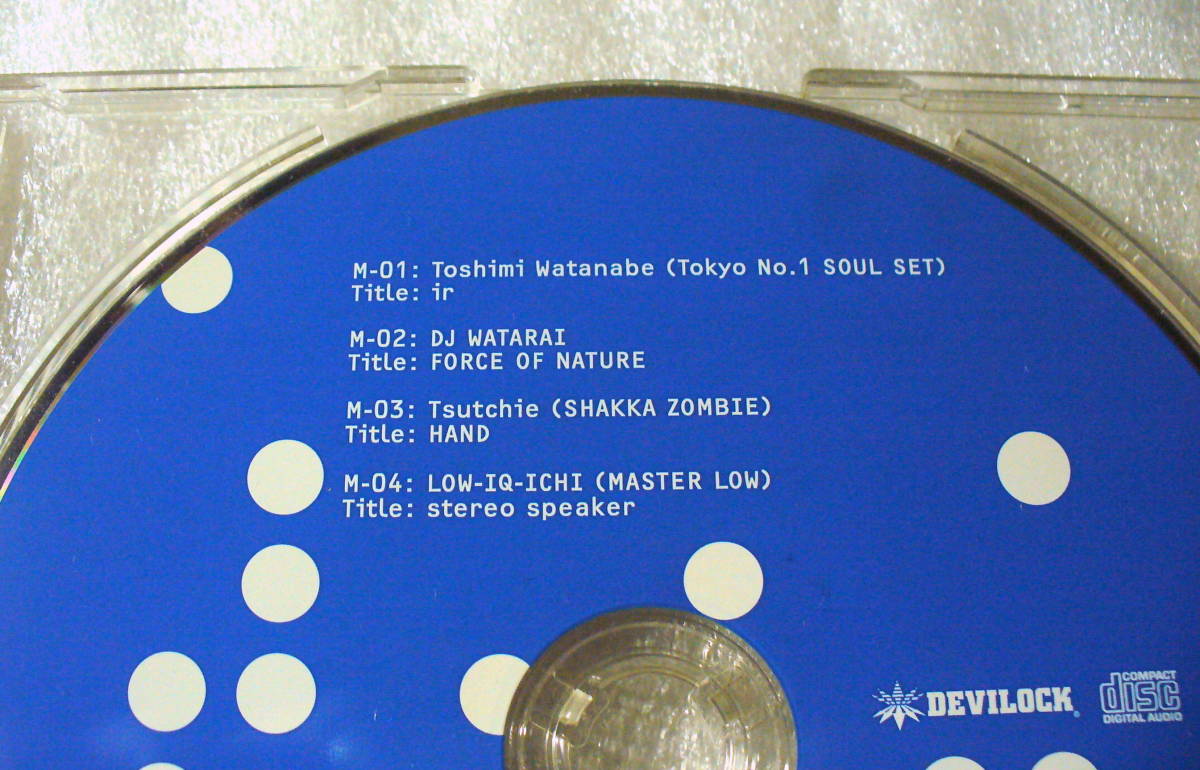 M-01: Toshimi Watanabe (Tokyo No.1 SOUL SET)
Title: ir
M-02: DJ WATARAI
Title: FORCE OF NATURE
M-03: Tsutchie (SHAKKA ZOMBIE)
Title: HAND
M-04: LOW-IQ-ICHI (MASTER LOW)
Title: stereo speaker
DEVILOCK®
COMPACT
disc
DIGITAL AUDIO